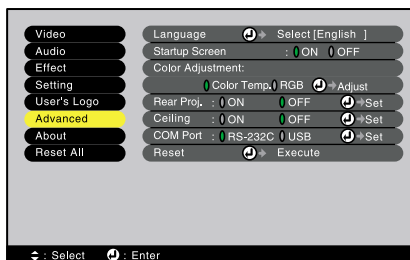 Video
Audio
Effect
Setting
User's Logo
Advanced
About
Reset All
Language Select [English ]
Startup Screen : ON OFF
Color Adjustment:
Color Temp. RGB Adjust
Rear Proj. : ON OFF Set
Ceiling : ON OFF Set
COM Port : RS-232C USB Set
Reset Execute
: Select : Enter